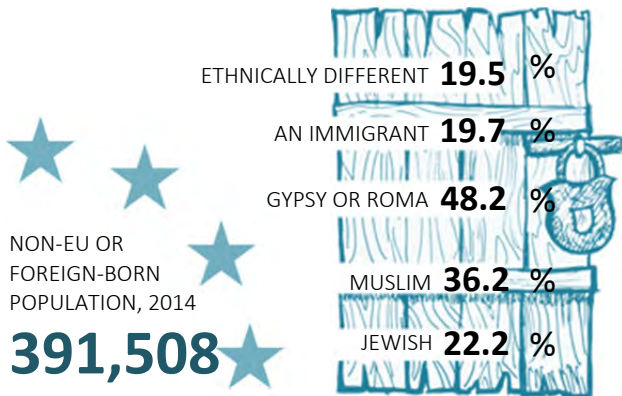 ETHNICALLY DIFFERENT 19.5 %
AN IMMIGRANT 19.7 %
GYPSY OR ROMA 48.2 %
MUSLIM 36.2 %
JEWISH 22.2 %
NON-EU OR
FOREIGN-BORN
POPULATION, 2014
391,508